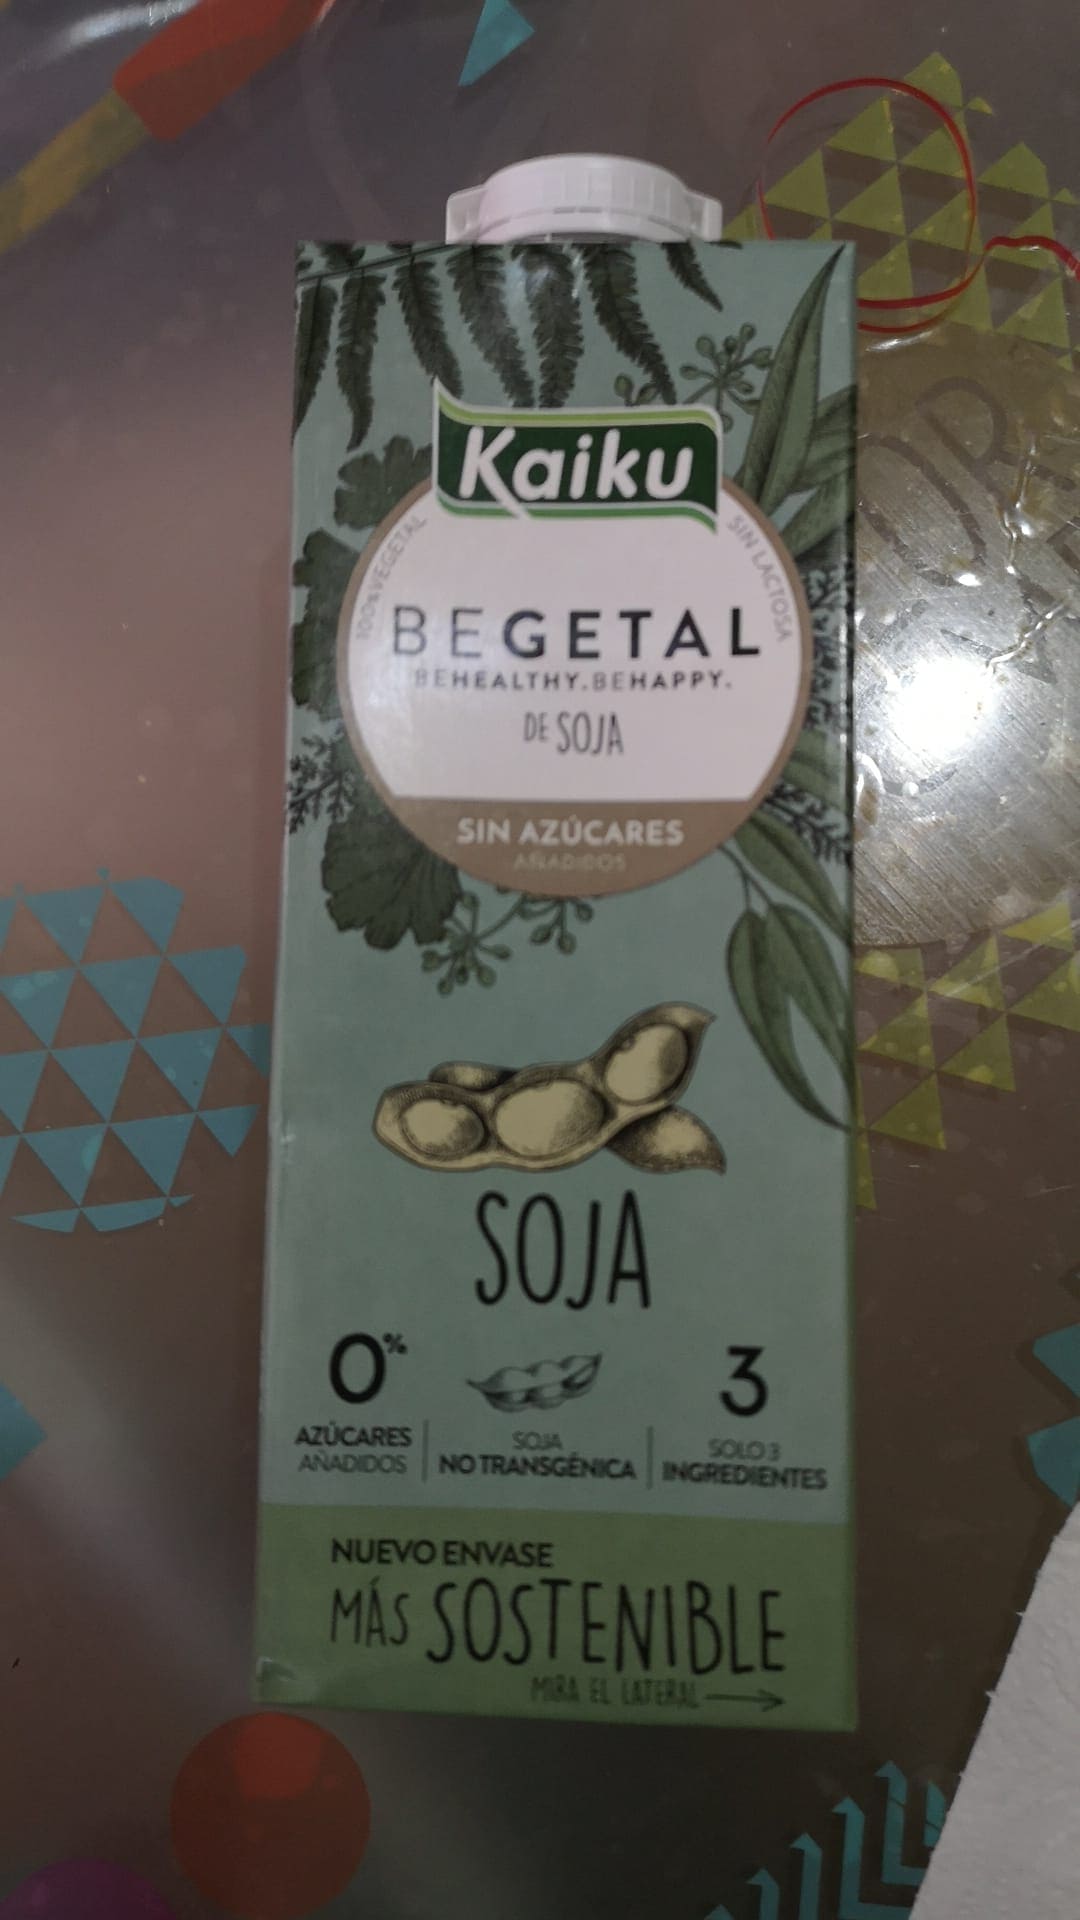 Kaiku
100% VEGETAL
SIN LACTOSA
BEGETAL
BEHEALTHY.BEHAPPY.
DE SOJA
SIN AZÚCARES
AÑADIDOS
SOJA
0%
AZÚCARES
AÑADIDOS
SOJA
NO TRANSGÉNICA
3
SOLO 3
INGREDIENTES
NUEVO ENVASE
MÁS SOSTENIBLE
MIRA EL LATERAL